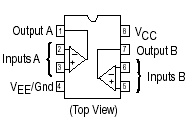 Output A
1
8
VCC
Inputs A
2
7
Output B
3
6
Inputs B
VEE/Gnd
4
5
(Top View)